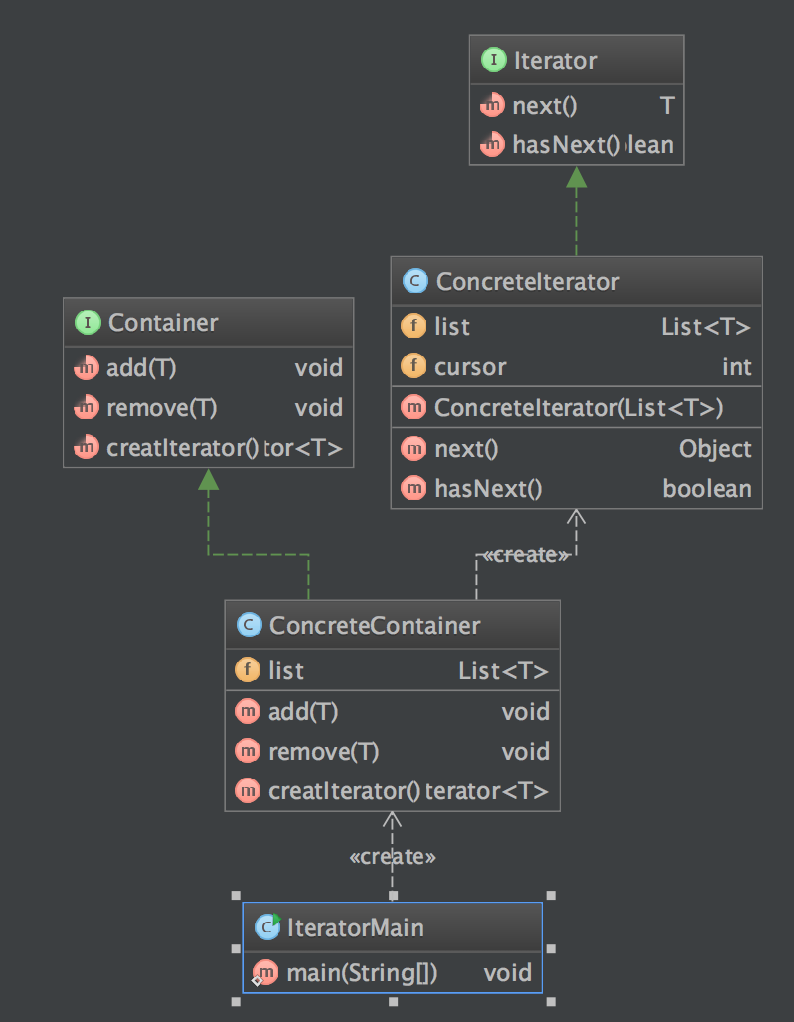 I Iterator
m next() T
m hasNext() lean
C ConcreteIterator
f list List<T>
f cursor int
m ConcreteIterator(List<T>)
m next() Object
m hasNext() boolean
I Container
m add(T) void
m remove(T) void
m creatIterator() tor<T>
«create»
C ConcreteContainer
f list List<T>
m add(T) void
m remove(T) void
m creatIterator() terator<T>
«create»
C IteratorMain
m main(String[]) void